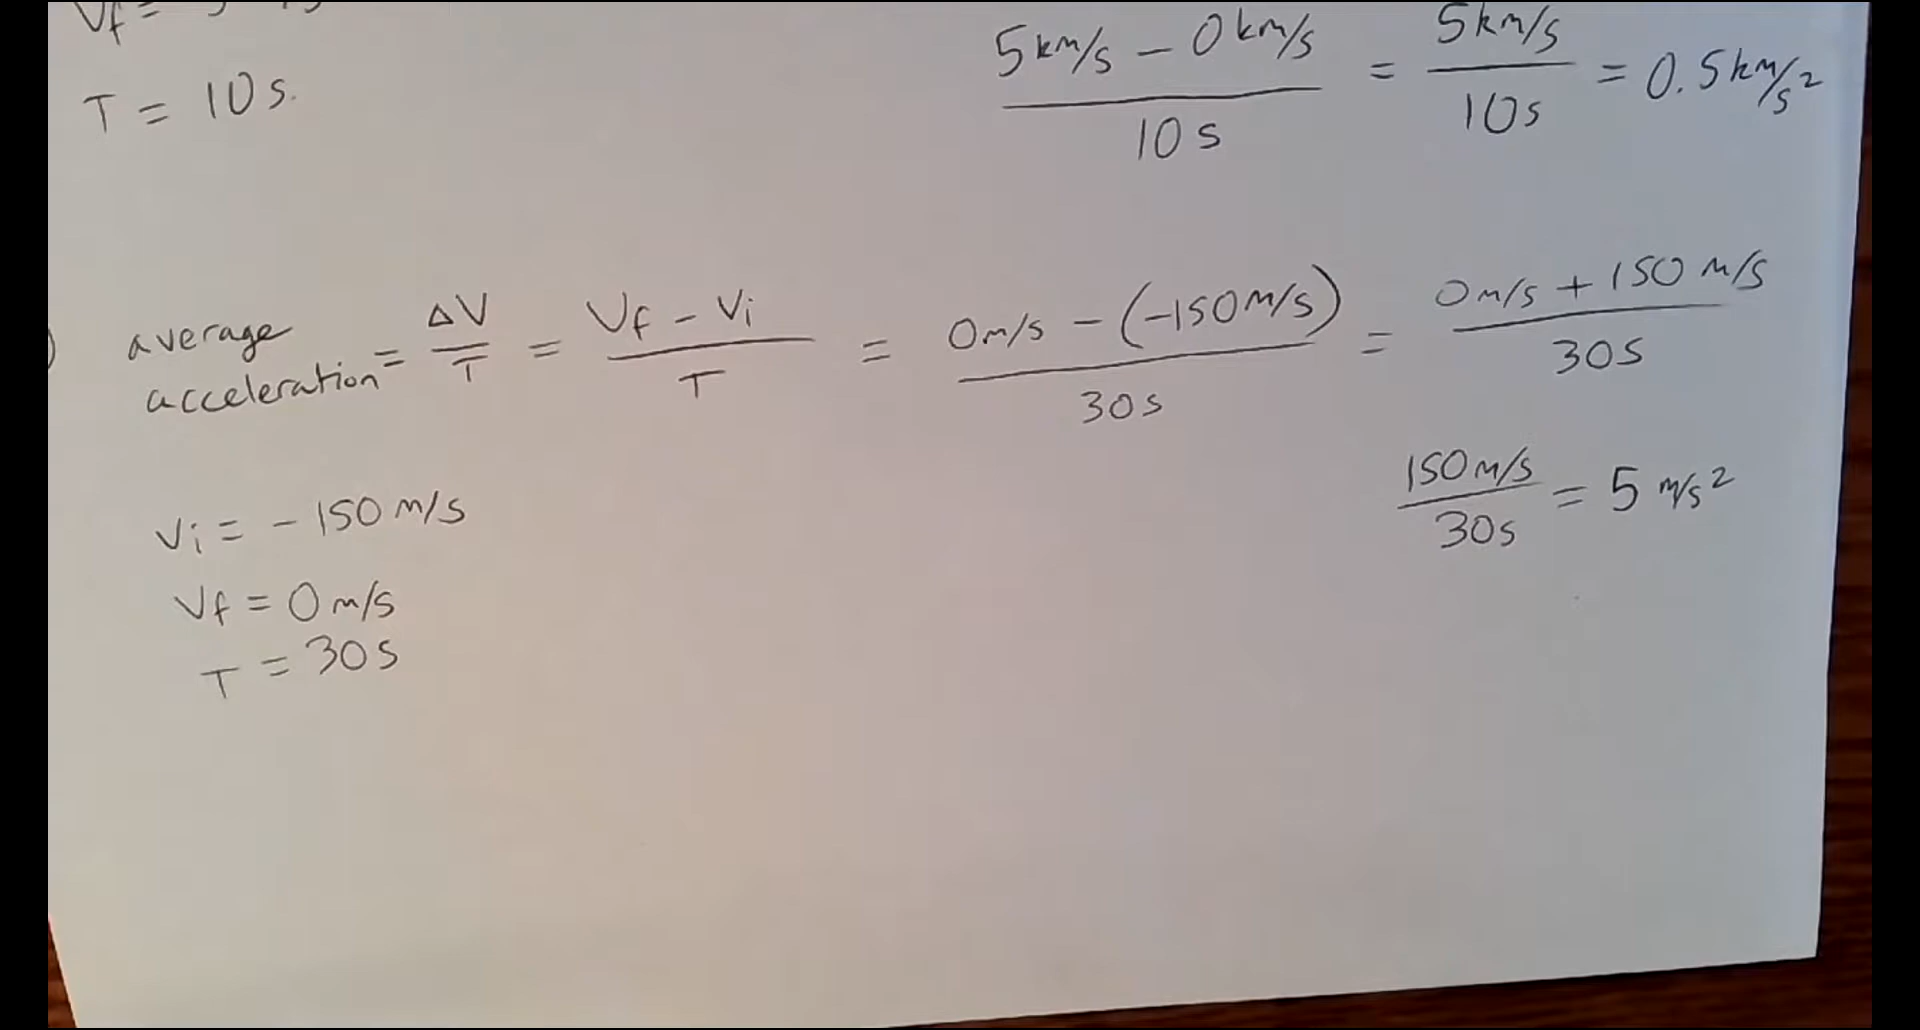 Vf =
T = 10 s.
5 km/s - 0 km/s / 10 s = 5 km/s / 10 s = 0.5 km/s²
) average acceleration = ΔV / T = Vf - Vi / T = 0 m/s - (-150 m/s) / 30 s = 0 m/s + 150 m/s / 30 s
150 m/s / 30 s = 5 m/s²
Vi = - 150 m/s
Vf = 0 m/s
T = 30 s